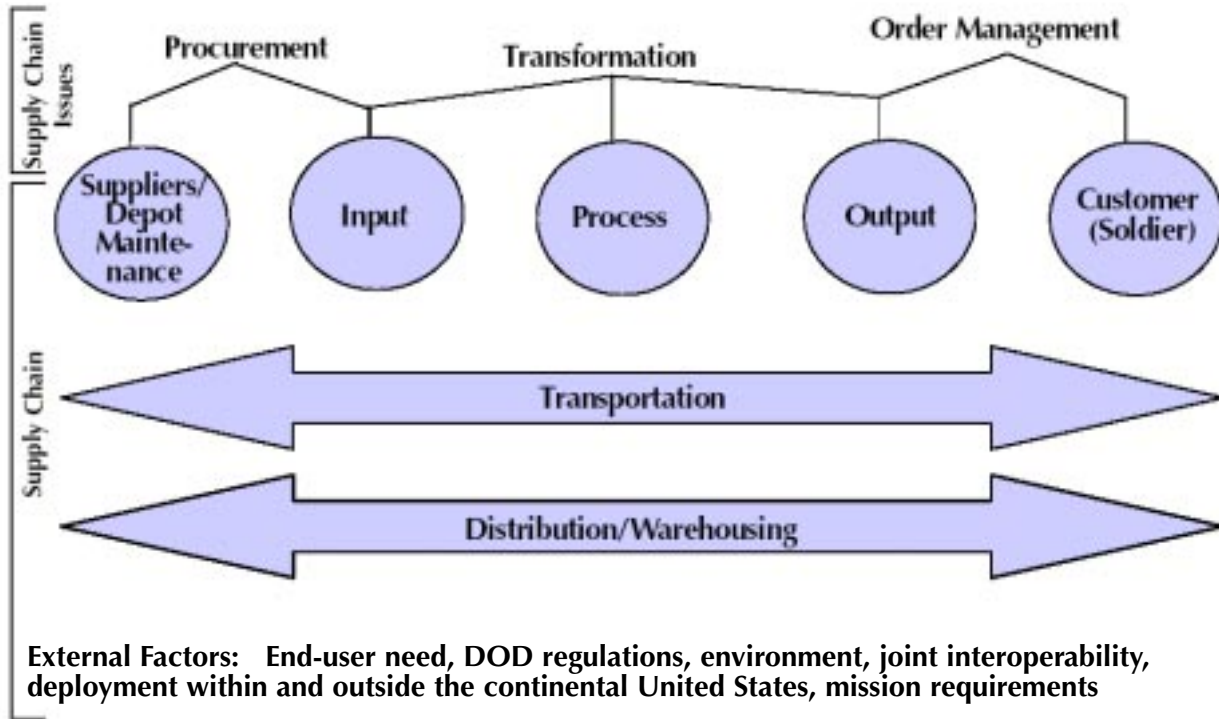 Supply Chain
Issues
Procurement
Transformation
Order Management
Suppliers/
Depot
Mainte-
nance
Input
Process
Output
Customer
(Soldier)
Supply Chain
Transportation
Distribution/Warehousing
External Factors: End-user need, DOD regulations, environment, joint interoperability,
deployment within and outside the continental United States, mission requirements